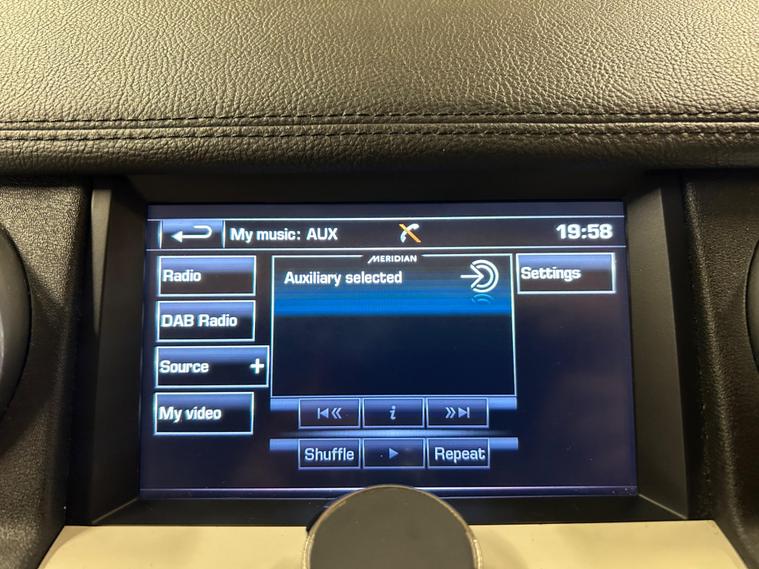 My music: AUX
19:58
MERIDIAN
Radio
Auxiliary selected
Settings
DAB Radio
Source +
My video
i
Shuffle
Repeat